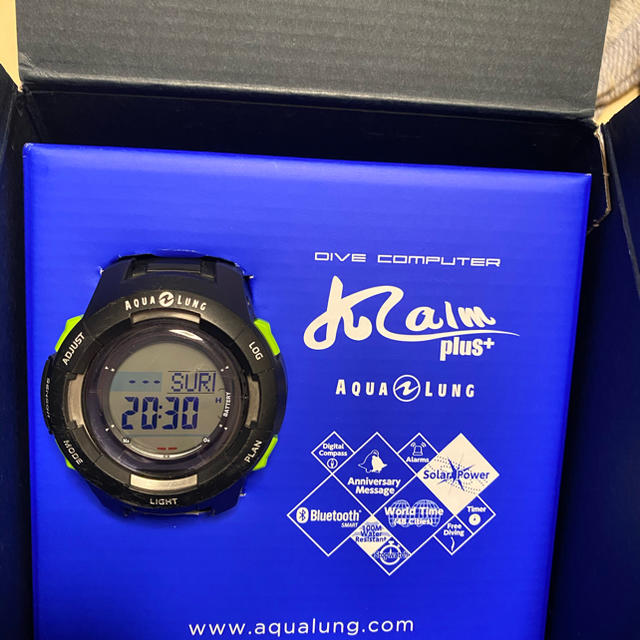 DIVE COMPUTER
Kalm
plus+
AQUA LUNG
AQUA LUNG
ADJUST
LOG
SENSOR
MODE
PLAN
LIGHT
BATTERY
--- SUR
20:30 H
Digital
Compass
Alarms
Anniversary
Message
Solar Power
Bluetooth®
SMART
World Time
(48 Cities)
Timer
100M
Water
Resistant
Free
Diving
www.aqualung.com